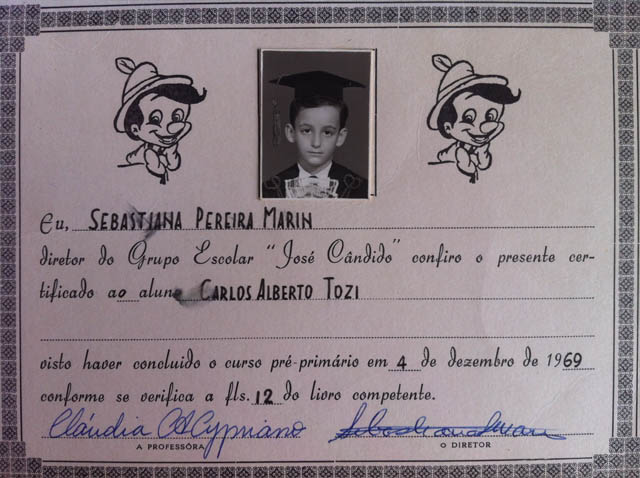 Eu, SEBASTIANA PEREIRA MARIN
diretor do Grupo Escolar "José Cândido" confiro o presente cer-
tificado ao aluno CARLOS ALBERTO TOZI
visto haver concluido o curso pré-primário em 4 de dezembro de 1969
conforme se verifica a fls. 12 do livro competente.
Cláudia Cypriano
A PROFESSÔRA O DIRETOR